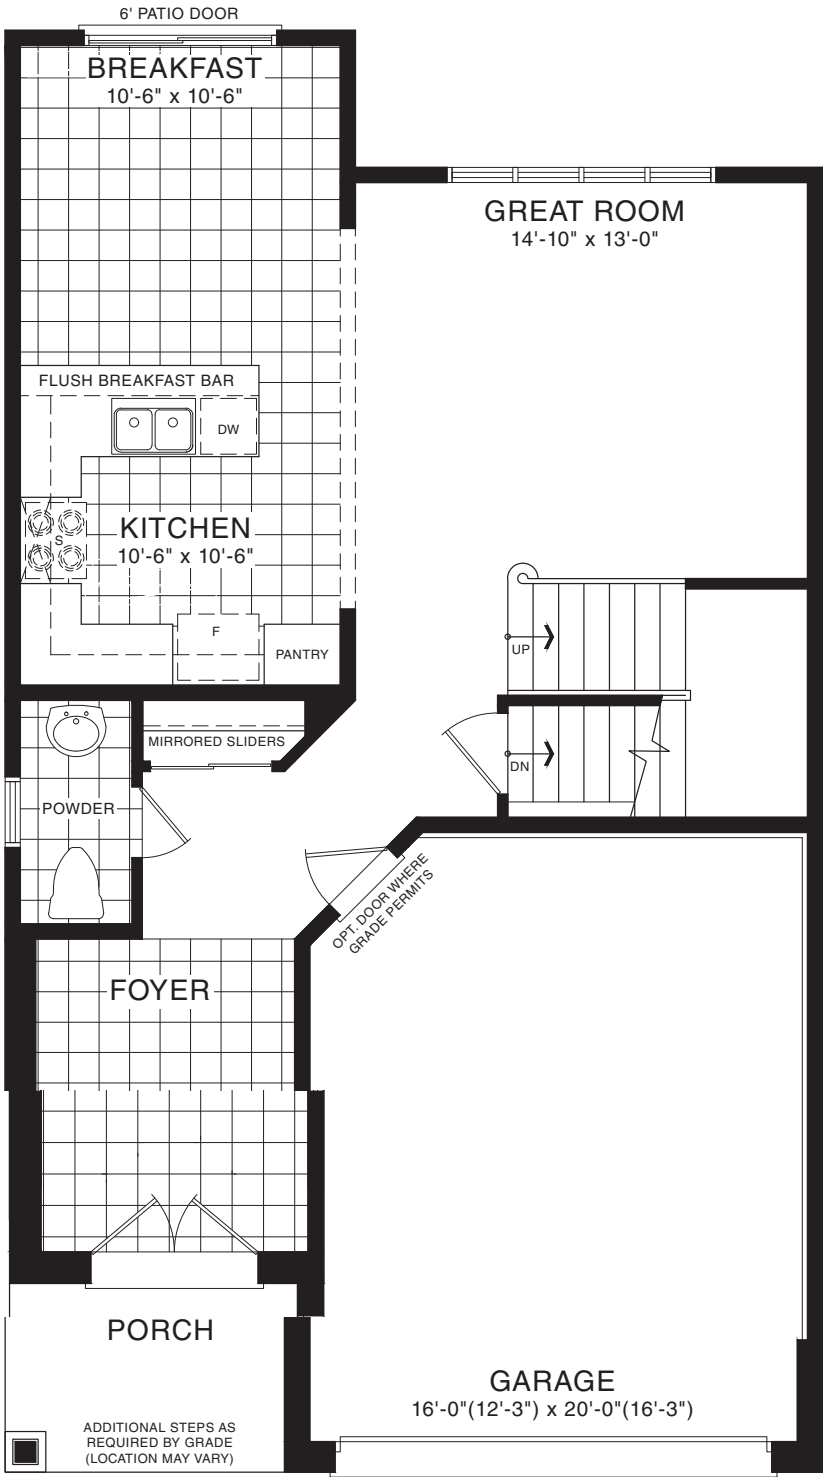 6' PATIO DOOR
BREAKFAST
10'-6" x 10'-6"
GREAT ROOM
14'-10" x 13'-0"
FLUSH BREAKFAST BAR
DW
S
KITCHEN
10'-6" x 10'-6"
F
PANTRY
UP
MIRRORED SLIDERS
DN
POWDER
OPT. DOOR WHERE
GRADE PERMITS
FOYER
PORCH
GARAGE
16'-0"(12'-3") x 20'-0"(16'-3")
ADDITIONAL STEPS AS
REQUIRED BY GRADE
(LOCATION MAY VARY)